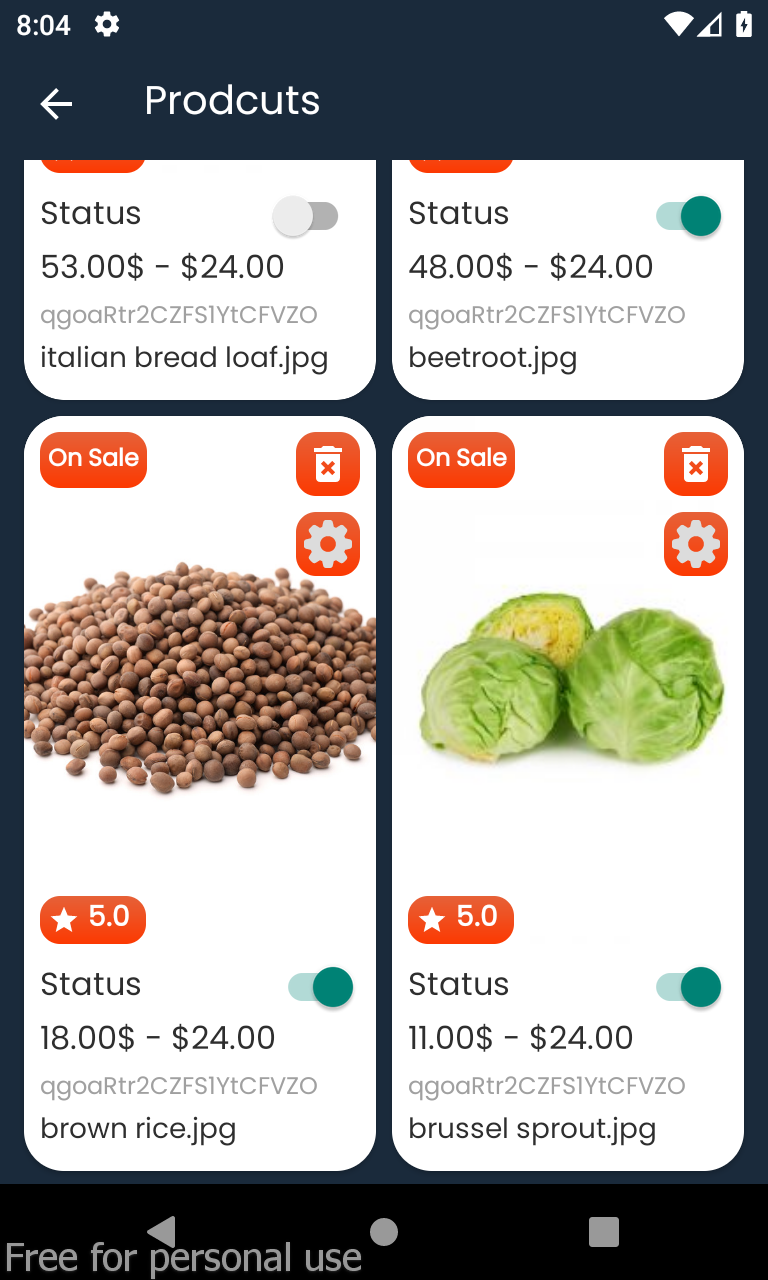 8:04
Prodcuts
Status
53.00$ - $24.00
qgoaRtr2CZFS1YtCFVZO
italian bread loaf.jpg
Status
48.00$ - $24.00
qgoaRtr2CZFS1YtCFVZO
beetroot.jpg
On Sale
5.0
Status
18.00$ - $24.00
qgoaRtr2CZFS1YtCFVZO
brown rice.jpg
On Sale
5.0
Status
11.00$ - $24.00
qgoaRtr2CZFS1YtCFVZO
brussel sprout.jpg
Free for personal use